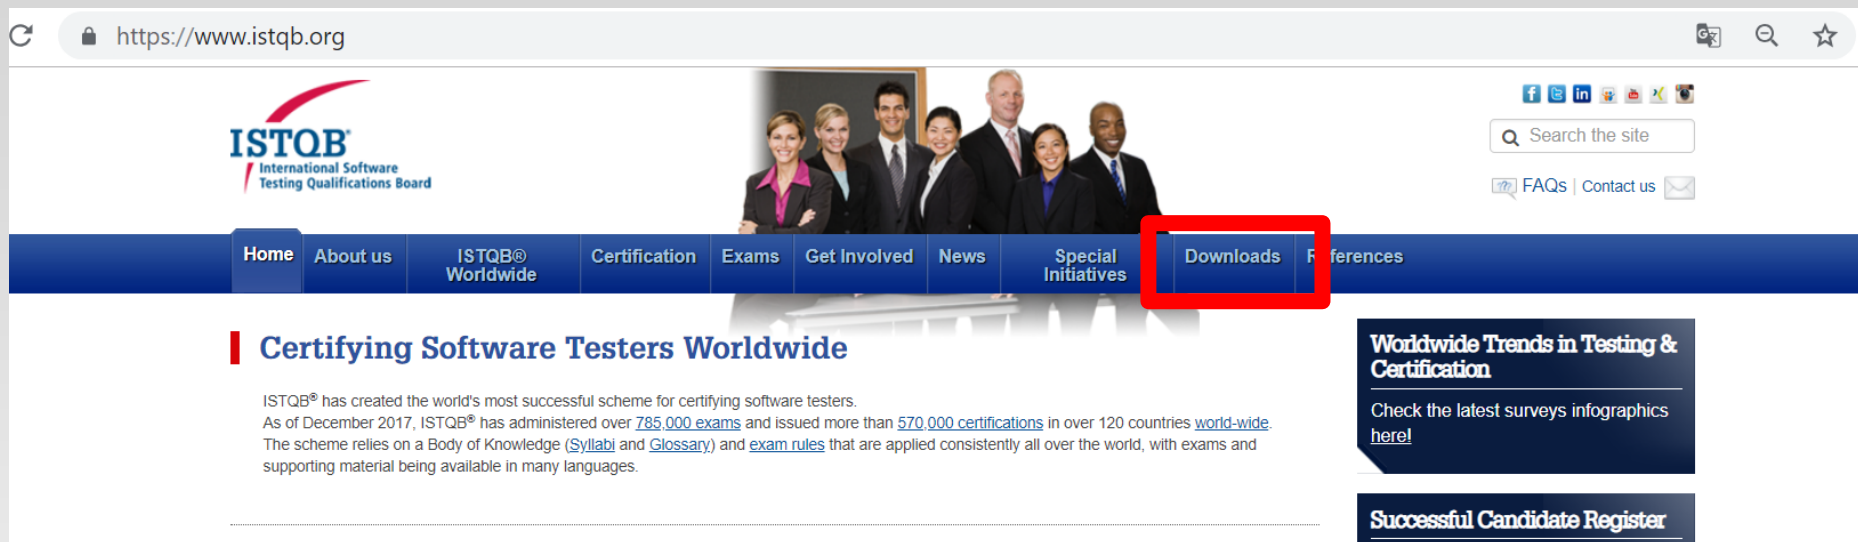 https://www.istqb.org
ISTQB®
International Software
Testing Qualifications Board
Search the site
FAQs | Contact us
Home About us ISTQB® Worldwide Certification Exams Get Involved News Special Initiatives Downloads References
Certifying Software Testers Worldwide
ISTQB® has created the world's most successful scheme for certifying software testers.
As of December 2017, ISTQB® has administered over 785,000 exams and issued more than 570,000 certifications in over 120 countries world-wide.
The scheme relies on a Body of Knowledge (Syllabi and Glossary) and exam rules that are applied consistently all over the world, with exams and
supporting material being available in many languages.
Worldwide Trends in Testing &
Certification
Check the latest surveys infographics
here!
Successful Candidate Register